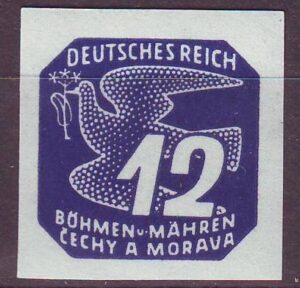 DEUTSCHES REICH
12
BÖHMEN u. MÄHREN
ČECHY A MORAVA